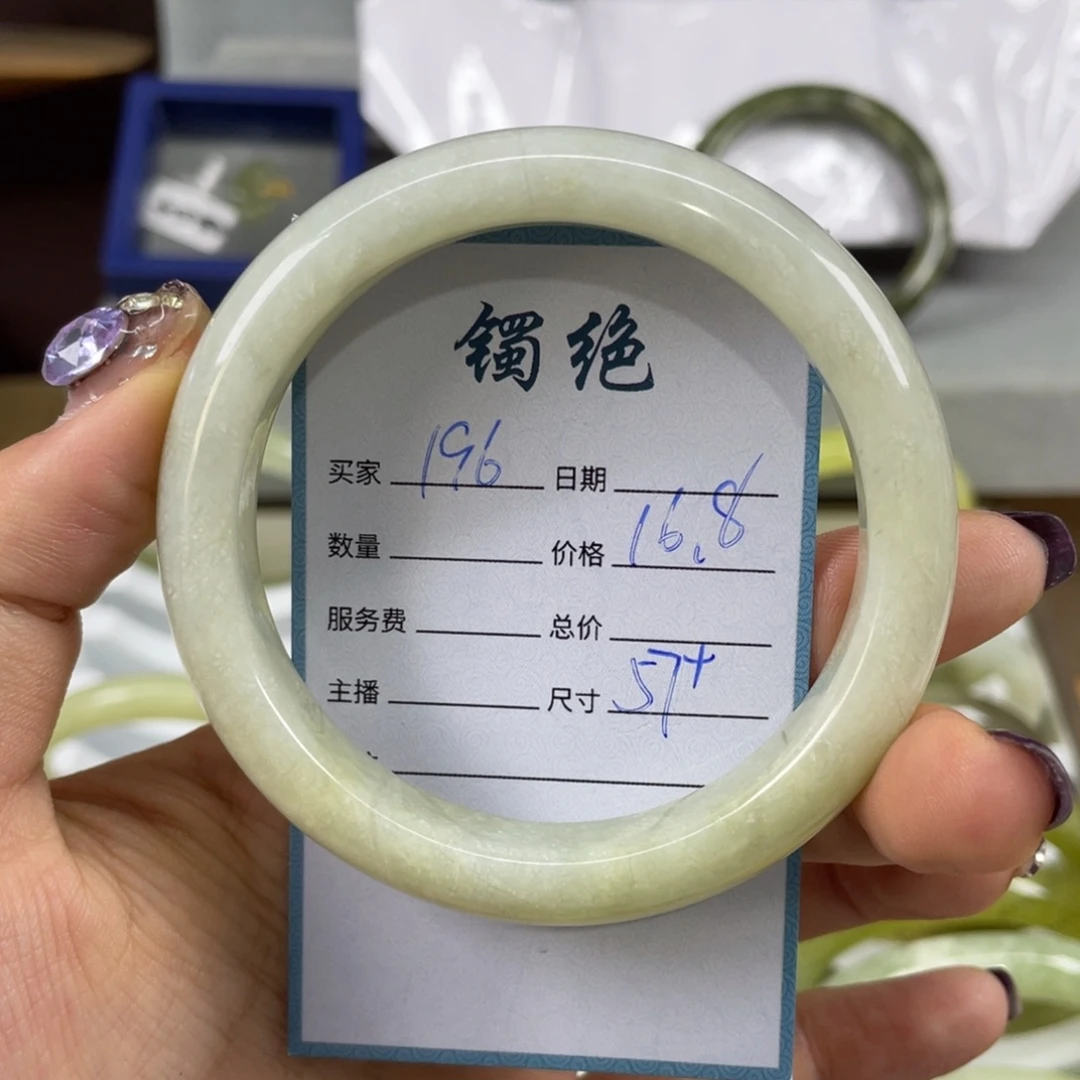 镯绝
买家 196 日期
数量 价格 16.8
服务费 总价
主播 尺寸 57+